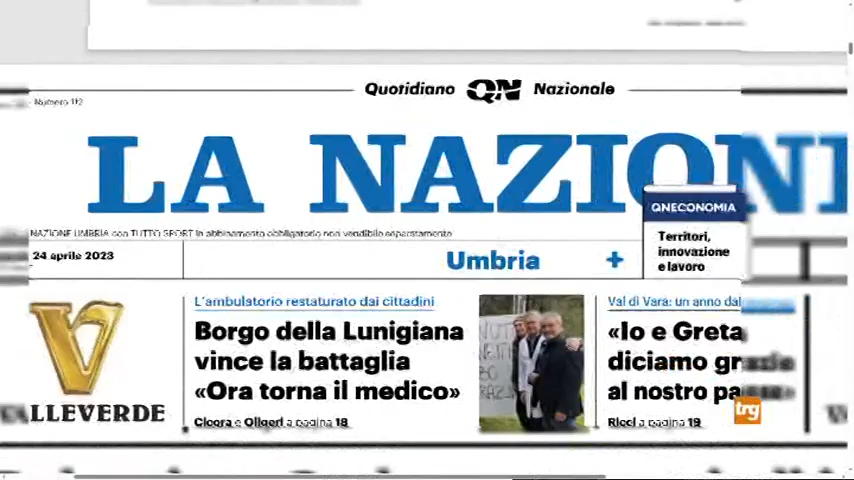 Quotidiano QN Nazionale
Numero 112
LA NAZIONE
QNECONOMIA
Territori,
innovazione
e lavoro
NAZIONE UMBRIA con TUTTO SPORT in abbinamento obbligatorio non vendibile separatamente
24 aprile 2023
Umbria +
V
VALLEVERDE
L'ambulatorio restaturato dai cittadini
Borgo della Lunigiana
vince la battaglia
«Ora torna il medico»
Cicora e Oligeri a pagina 18
Val di Vara: un anno dal
«Io e Greta
diciamo grazie
al nostro paese»
Ricci a pagina 19
trg